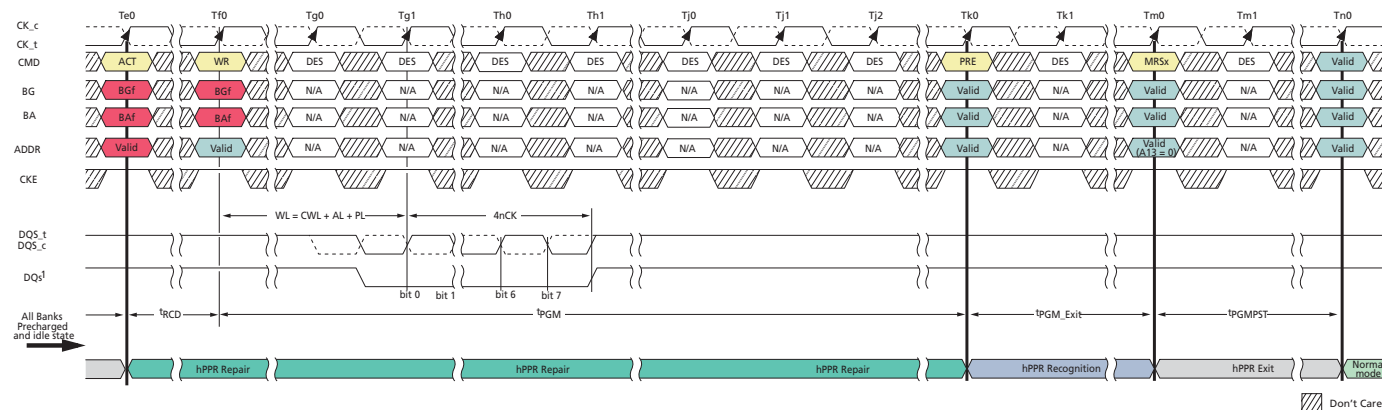 Te0 Tf0 Tg0 Tg1 Th0 Th1 Tj0 Tj1 Tj2 Tk0 Tk1 Tm0 Tm1 Tn0
CK_c
CK_t
CMD ACT WR DES DES DES DES DES DES DES PRE DES MRSx DES Valid
BG BGf BGf N/A N/A N/A N/A N/A N/A N/A Valid N/A Valid N/A Valid
BA BAf BAf N/A N/A N/A N/A N/A N/A N/A Valid N/A Valid N/A Valid
ADDR Valid Valid N/A N/A N/A N/A N/A N/A N/A Valid N/A Valid (A13 = 0) N/A Valid
CKE
WL = CWL + AL + PL 4nCK
DQS_t
DQS_c
DQs1
bit 0 bit 1 bit 6 bit 7
All Banks
Precharged
and idle state
tRCD tPGM tPGM_Exit tPGMPST
hPPR Repair hPPR Repair hPPR Repair hPPR Recognition hPPR Exit Norma
mode
Don't Care